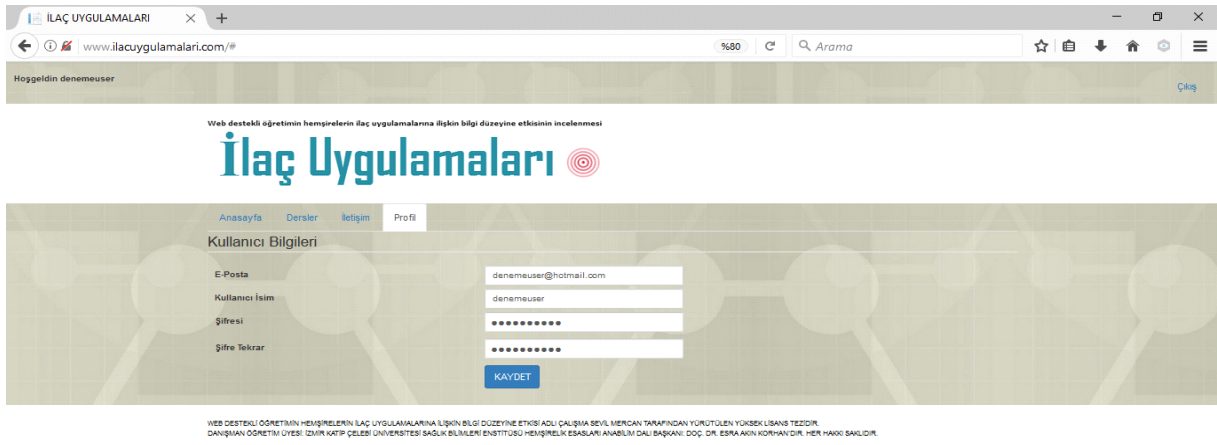 İLAÇ UYGULAMALARI
www.ilacuygulamalari.com/#
%80
Arama
Hoşgeldin denemeuser
Çıkış
Web destekli öğretimin hemşirelerin ilaç uygulamalarına ilişkin bilgi düzeyine etkisinin incelenmesi
İlaç Uygulamaları
Anasayfa Dersler İletişim Profil
Kullanıcı Bilgileri
E-Posta denemeuser@hotmail.com
Kullanıcı İsim denemeuser
Şifresi ●●●●●●●●●●
Şifre Tekrar ●●●●●●●●●●
KAYDET
WEB DESTEKLİ ÖĞRETİMİN HEMŞİRELERİN İLAÇ UYGULAMALARINA İLİŞKİN BİLGİ DÜZEYİNE ETKİSİ ADLI ÇALIŞMA SEVİL MERCAN TARAFINDAN YÜRÜTÜLEN YÜKSEK LİSANS TEZİDİR.
DANIŞMAN ÖĞRETİM ÜYESİ: İZMİR KATİP ÇELEBİ ÜNİVERSİTESİ SAĞLIK BİLİMLERİ ENSTİTÜSÜ HEMŞİRELİK ESASLARI ANABİLİM DALI BAŞKANI: DOÇ. DR. ESRA AKIN KORHAN'DIR. HER HAKKI SAKLIDIR.